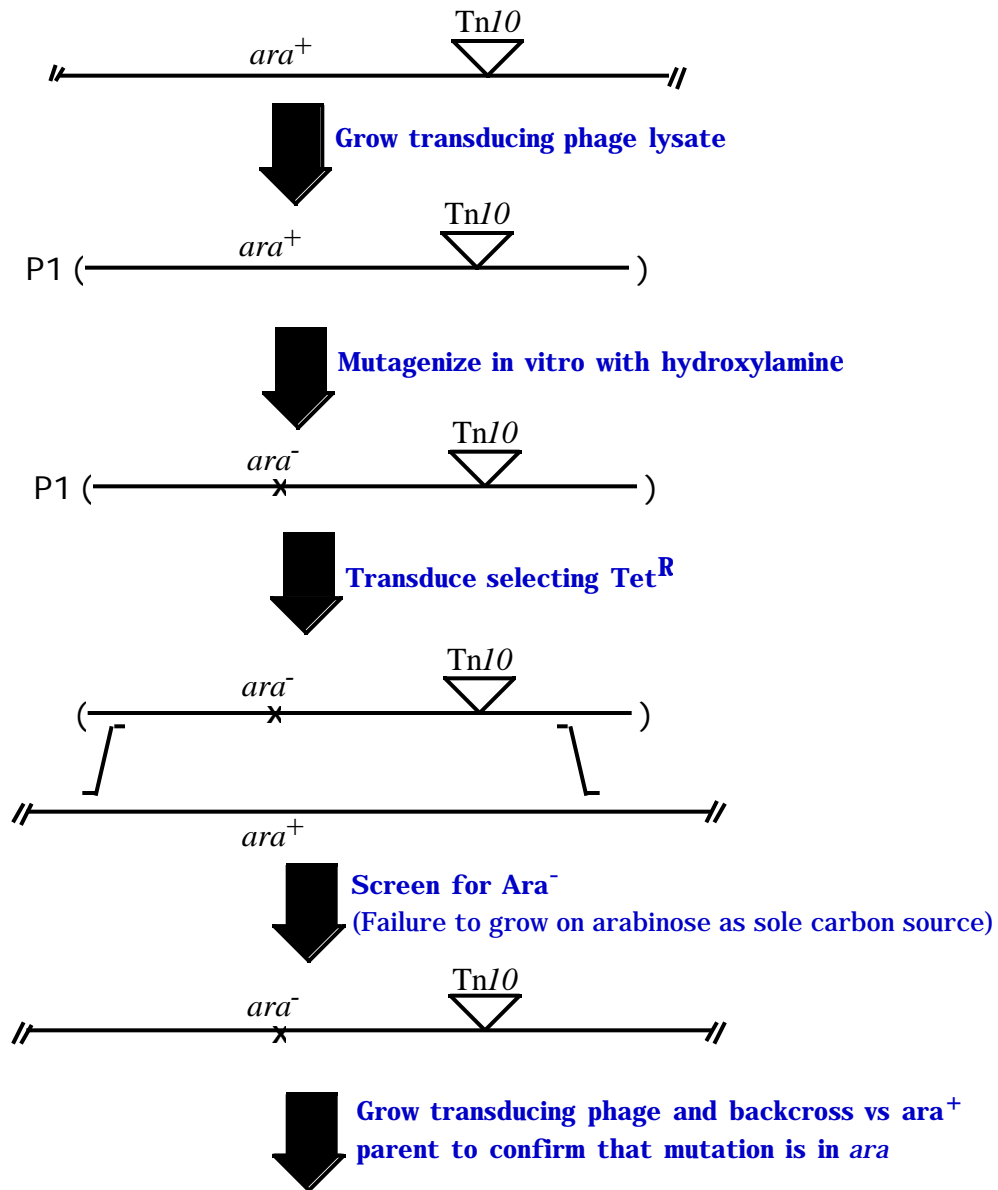 Tn10
ara+
Grow transducing phage lysate
Tn10
ara+
P1 ( )
Mutagenize in vitro with hydroxylamine
Tn10
ara-
P1 ( x )
Transduce selecting TetR
Tn10
ara-
( x )
ara+
Screen for Ara-
(Failure to grow on arabinose as sole carbon source)
Tn10
ara-
x
Grow transducing phage and backcross vs ara+
parent to confirm that mutation is in ara